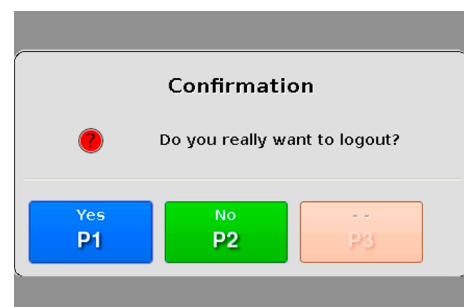 Confirmation
?
Do you really want to logout?
Yes
P1
No
P2
- -
P3